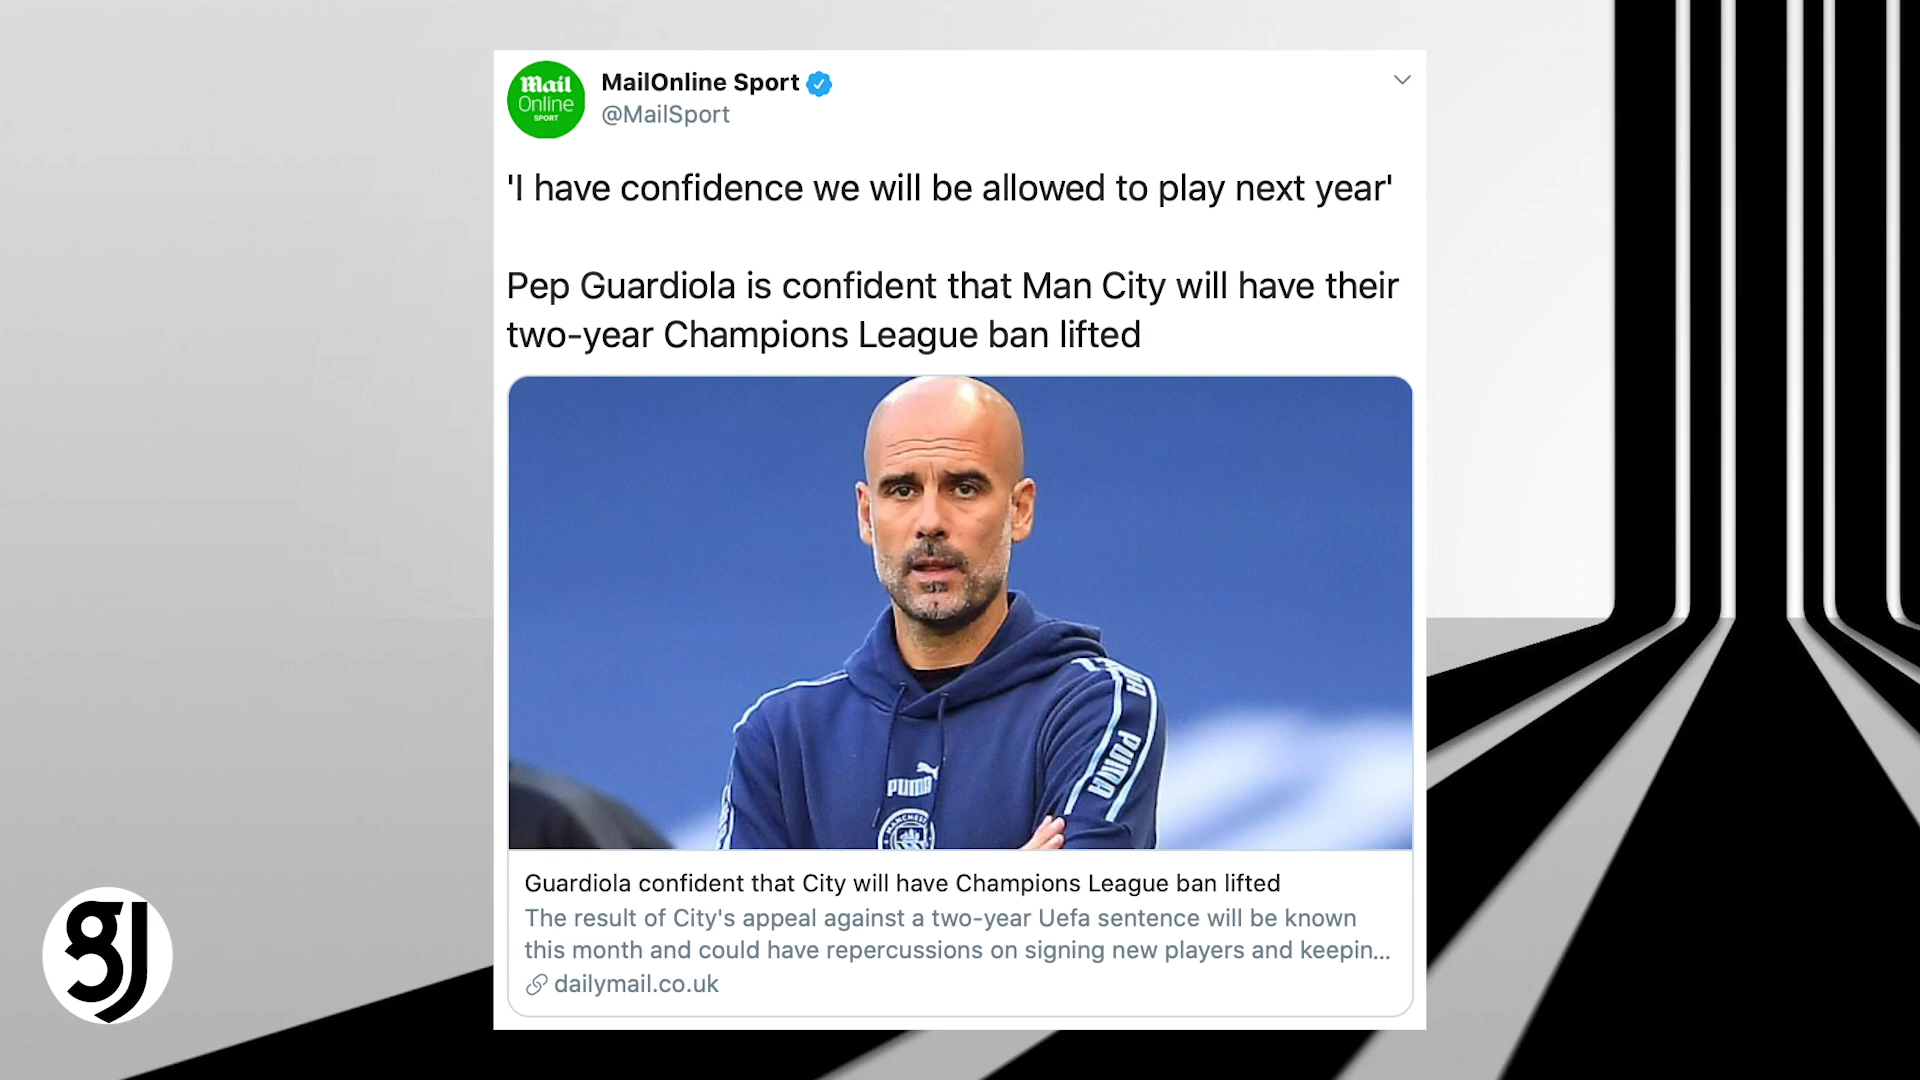 Mail
Online
SPORT
MailOnline Sport
@MailSport
'I have confidence we will be allowed to play next year'
Pep Guardiola is confident that Man City will have their
two-year Champions League ban lifted
PUMA
PUMA
MANCHEST
Guardiola confident that City will have Champions League ban lifted
The result of City's appeal against a two-year Uefa sentence will be known
this month and could have repercussions on signing new players and keepin...
dailymail.co.uk
gJ